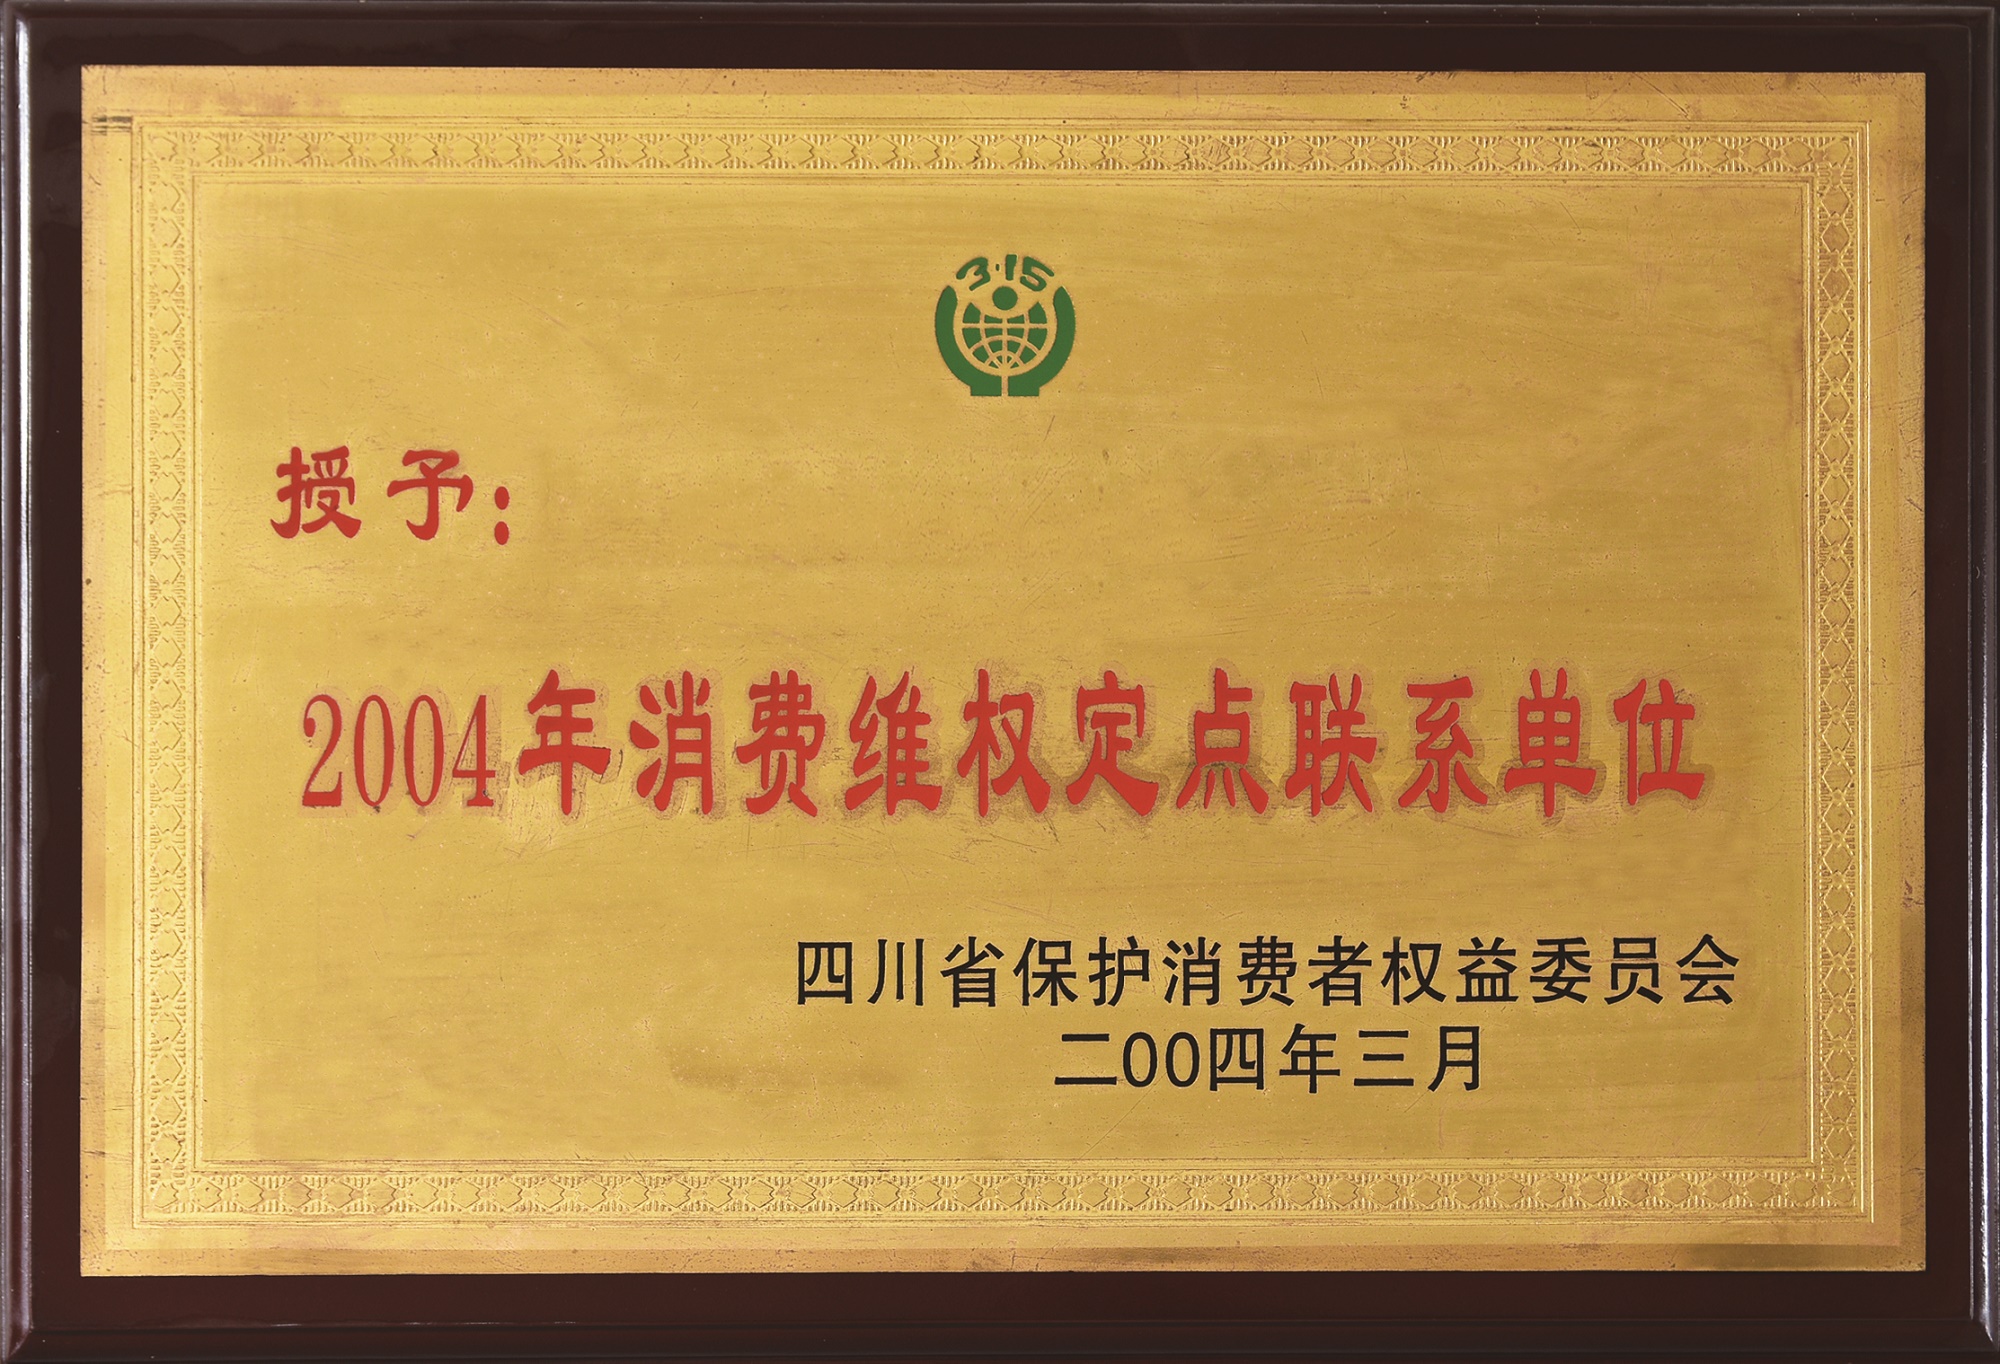 3·15
授予:
2004年消费维权定点联系单位
四川省保护消费者权益委员会
二00四年三月